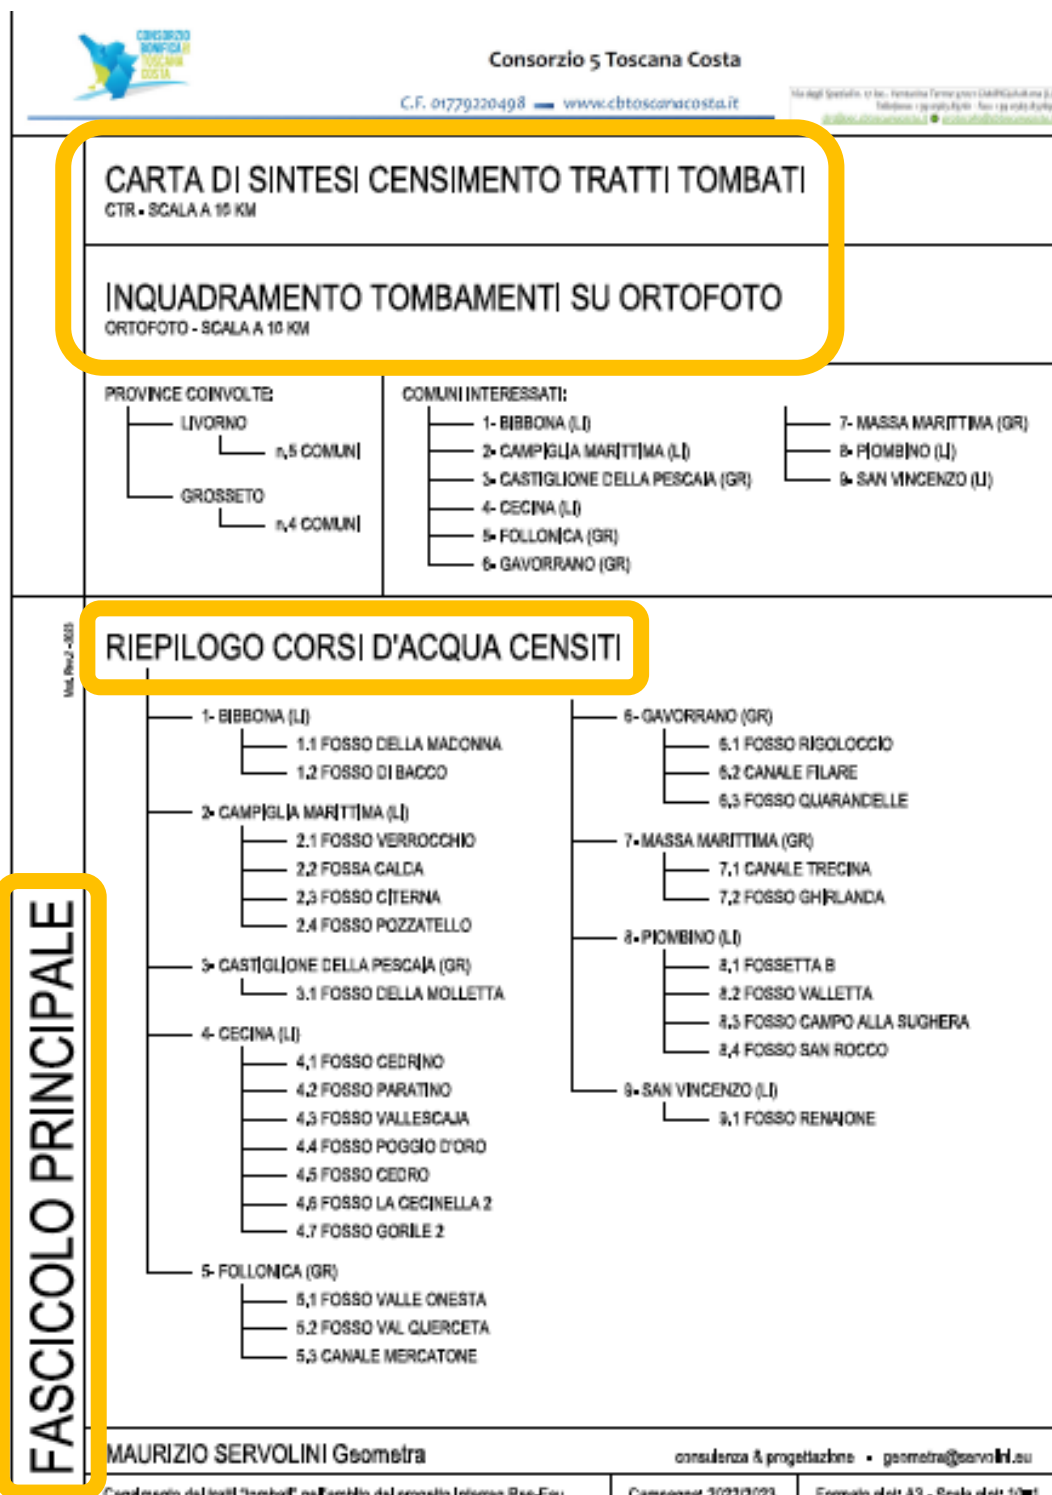 CONSORZIO
BONIFICA
TOSCANA
COSTA
Consorzio 5 Toscana Costa
C.F. 01779220498 www.cbtoscanacosta.it
CARTA DI SINTESI CENSIMENTO TRATTI TOMBATI
CTR - SCALA A 10 KM
INQUADRAMENTO TOMBAMENTI SU ORTOFOTO
ORTOFOTO - SCALA A 10 KM
PROVINCE COINVOLTE:
LIVORNO
n.5 COMUNI
GROSSETO
n.4 COMUNI
COMUNI INTERESSATI:
1- BIBBONA (LI)
2- CAMPIGLIA MARITTIMA (LI)
3- CASTIGLIONE DELLA PESCAIA (GR)
4- CECINA (LI)
5- FOLLONICA (GR)
6- GAVORRANO (GR)
7- MASSA MARITTIMA (GR)
8- PIOMBINO (LI)
9- SAN VINCENZO (LI)
RIEPILOGO CORSI D'ACQUA CENSITI
1- BIBBONA (LI)
1.1 FOSSO DELLA MADONNA
1.2 FOSSO DI BACCO
2- CAMPIGLIA MARITTIMA (LI)
2.1 FOSSO VERROCCHIO
2.2 FOSSA CALDA
2.3 FOSSO CITERNA
2.4 FOSSO POZZATELLO
3- CASTIGLIONE DELLA PESCAIA (GR)
3.1 FOSSO DELLA MOLLETTA
4- CECINA (LI)
4.1 FOSSO CEDRINO
4.2 FOSSO PARATINO
4.3 FOSSO VALLESCAJA
4.4 FOSSO POGGIO D'ORO
4.5 FOSSO CEDRO
4.6 FOSSO LA CECINELLA 2
4.7 FOSSO GORILE 2
5- FOLLONICA (GR)
5.1 FOSSO VALLE ONESTA
5.2 FOSSO VAL QUERCETA
5.3 CANALE MERCATONE
6- GAVORRANO (GR)
6.1 FOSSO RIGOLOCCIO
6.2 CANALE FILARE
6.3 FOSSO QUARANDELLE
7- MASSA MARITTIMA (GR)
7.1 CANALE TRECINA
7.2 FOSSO GHIRLANDA
8- PIOMBINO (LI)
8.1 FOSSETTA B
8.2 FOSSO VALLETTA
8.3 FOSSO CAMPO ALLA SUGHERA
8.4 FOSSO SAN ROCCO
9- SAN VINCENZO (LI)
9.1 FOSSO RENAIONE
FASCICOLO PRINCIPALE
MAURIZIO SERVOLINI Geometra
consulenza & progettazione • geometra@servolini.eu